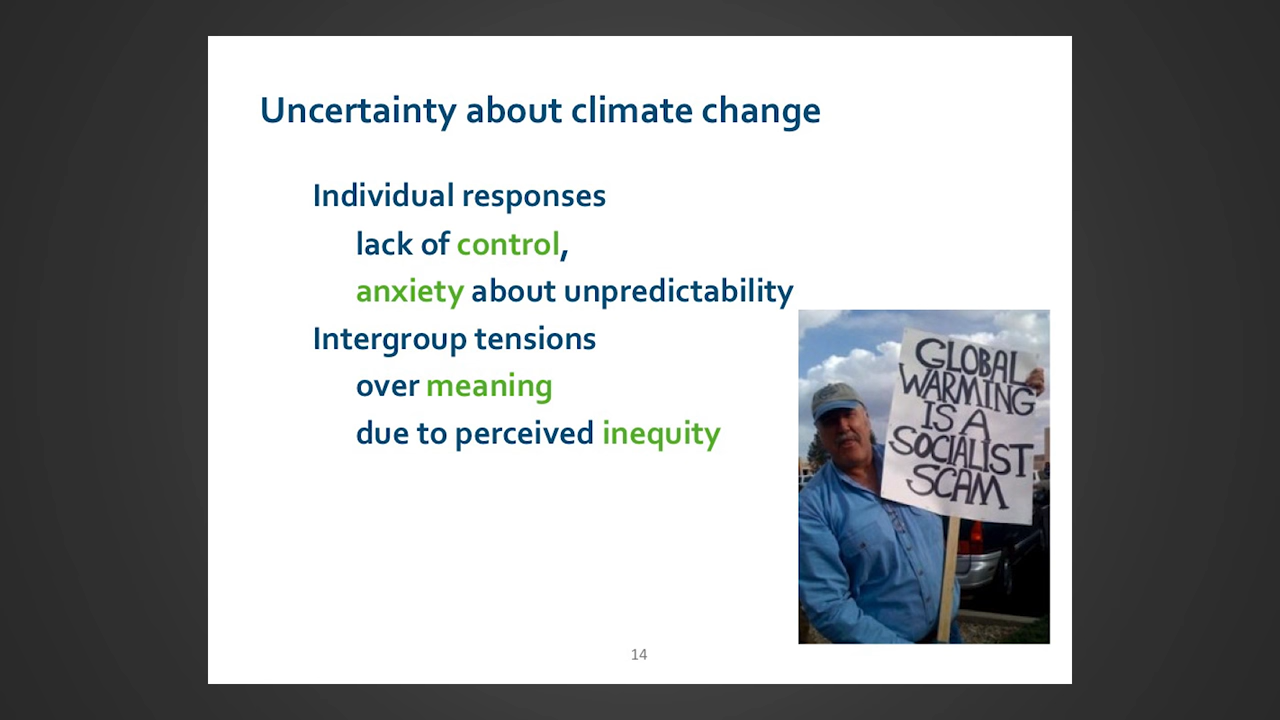 Uncertainty about climate change
Individual responses
lack of control,
anxiety about unpredictability
Intergroup tensions
over meaning
due to perceived inequity
GLOBAL
WARMING
IS A
SOCIALIST
SCAM
14